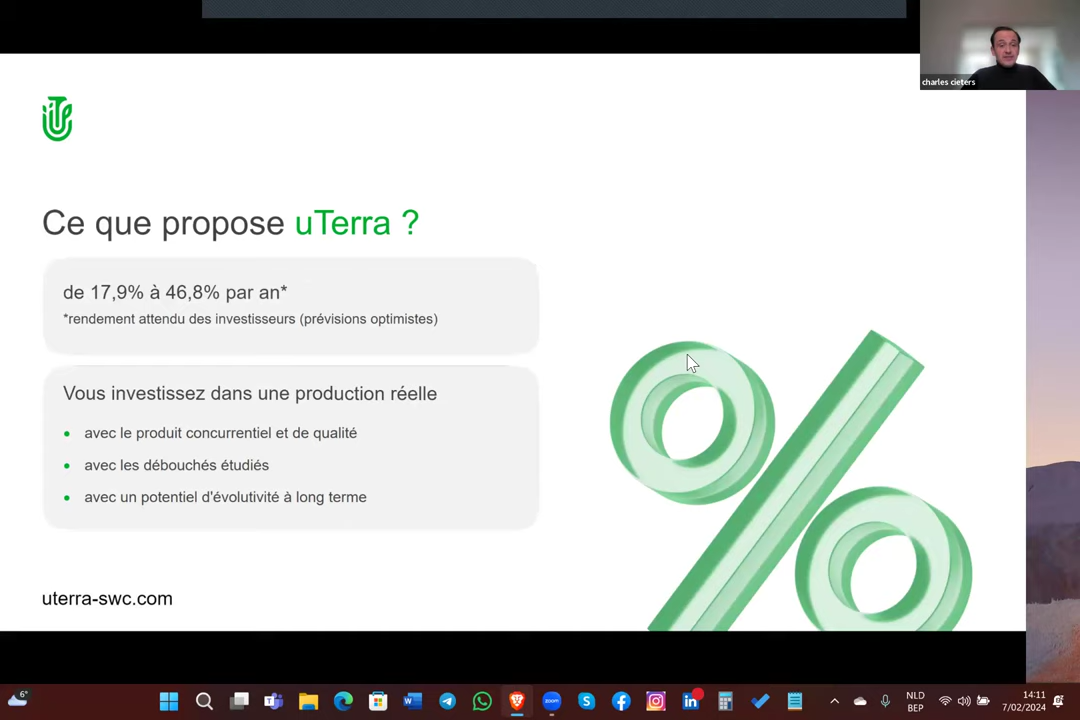 charles cieters
Ce que propose uTerra ?
de 17,9% à 46,8% par an*
*rendement attendu des investisseurs (prévisions optimistes)
Vous investissez dans une production réelle
avec le produit concurrentiel et de qualité
avec les débouchés étudiés
avec un potentiel d'évolutivité à long terme
uterra-swc.com
6°
zoom
NLD
BEP
14:11
7/02/2024